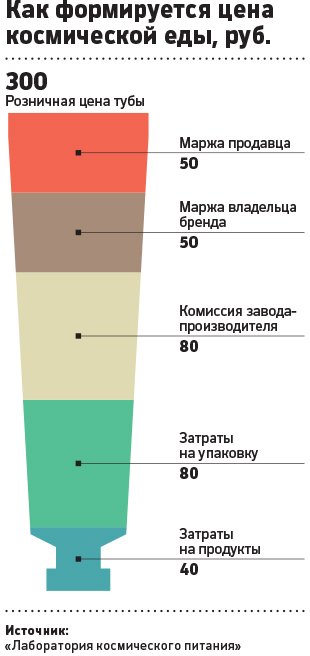 Как формируется цена
космической еды, руб.
300
Розничная цена тубы
Маржа продавца
50
Маржа владельца
бренда
50
Комиссия завода-
производителя
80
Затраты
на упаковку
80
Затраты
на продукты
40
Источник:
«Лаборатория космического питания»